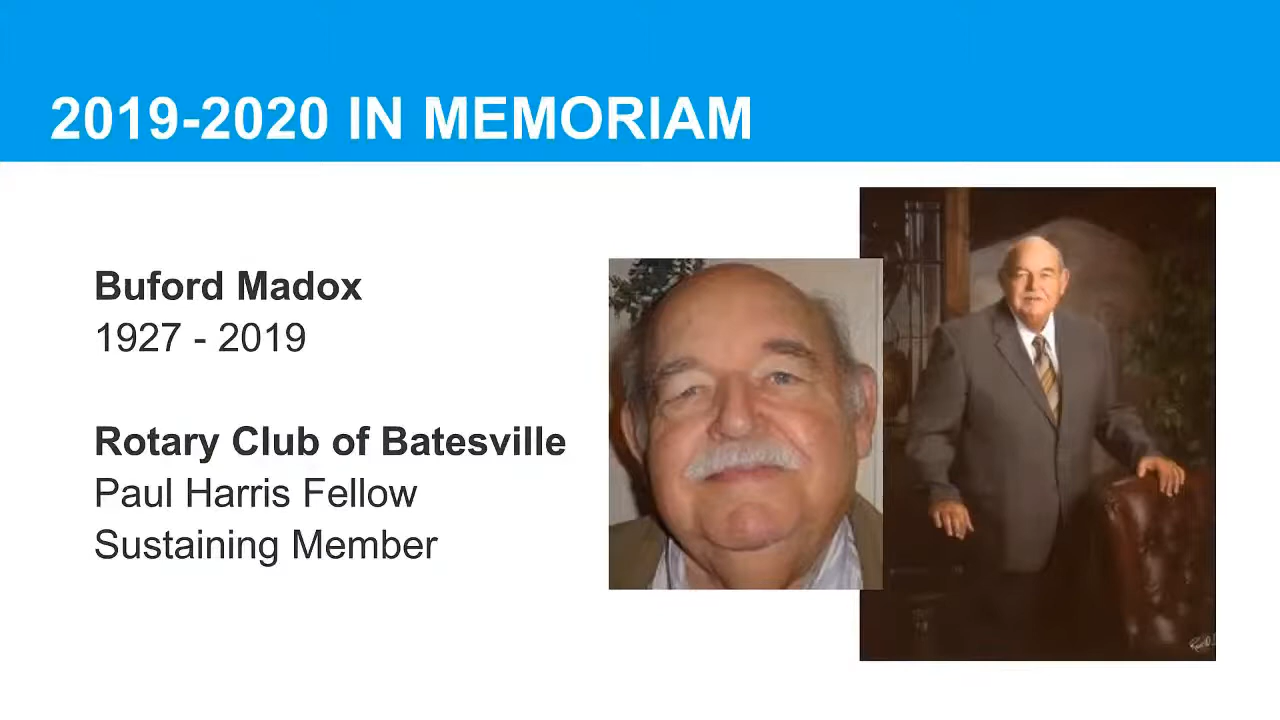 2019-2020 IN MEMORIAM
Buford Madox
1927 - 2019
Rotary Club of Batesville
Paul Harris Fellow
Sustaining Member